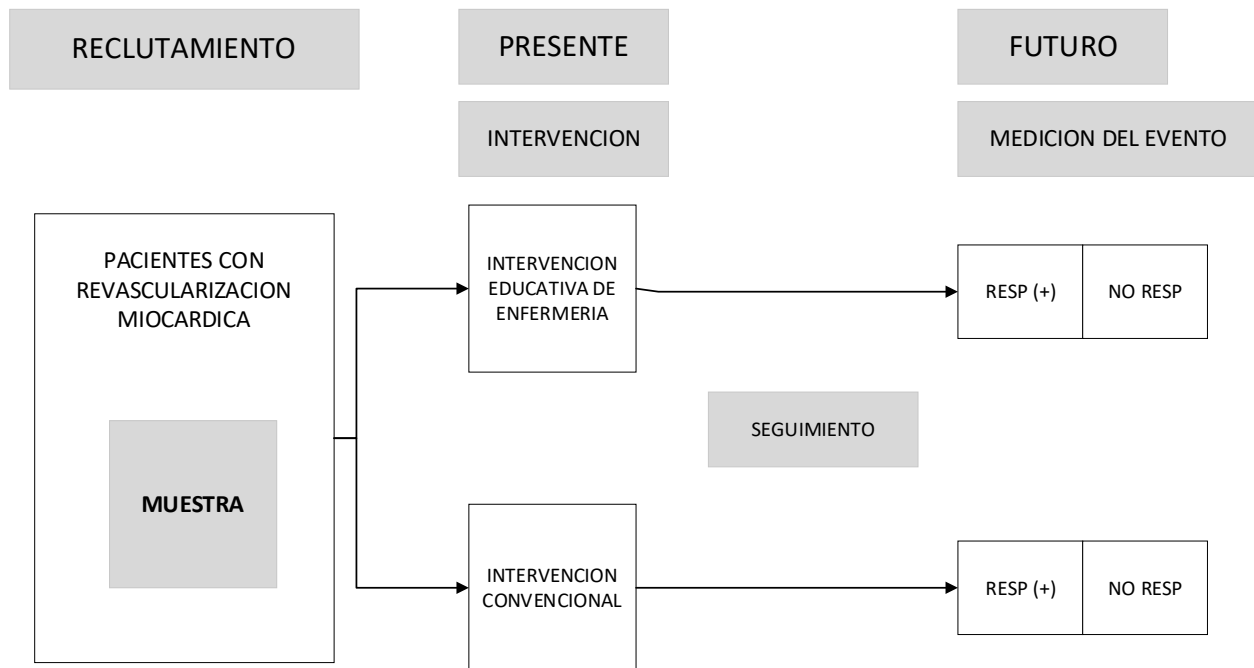 RECLUTAMIENTO
PRESENTE
FUTURO
INTERVENCION
MEDICION DEL EVENTO
PACIENTES CON
REVASCULARIZACION
MIOCARDICA
MUESTRA
INTERVENCION
EDUCATIVA DE
ENFERMERIA
RESP (+)
NO RESP
SEGUIMIENTO
INTERVENCION
CONVENCIONAL
RESP (+)
NO RESP